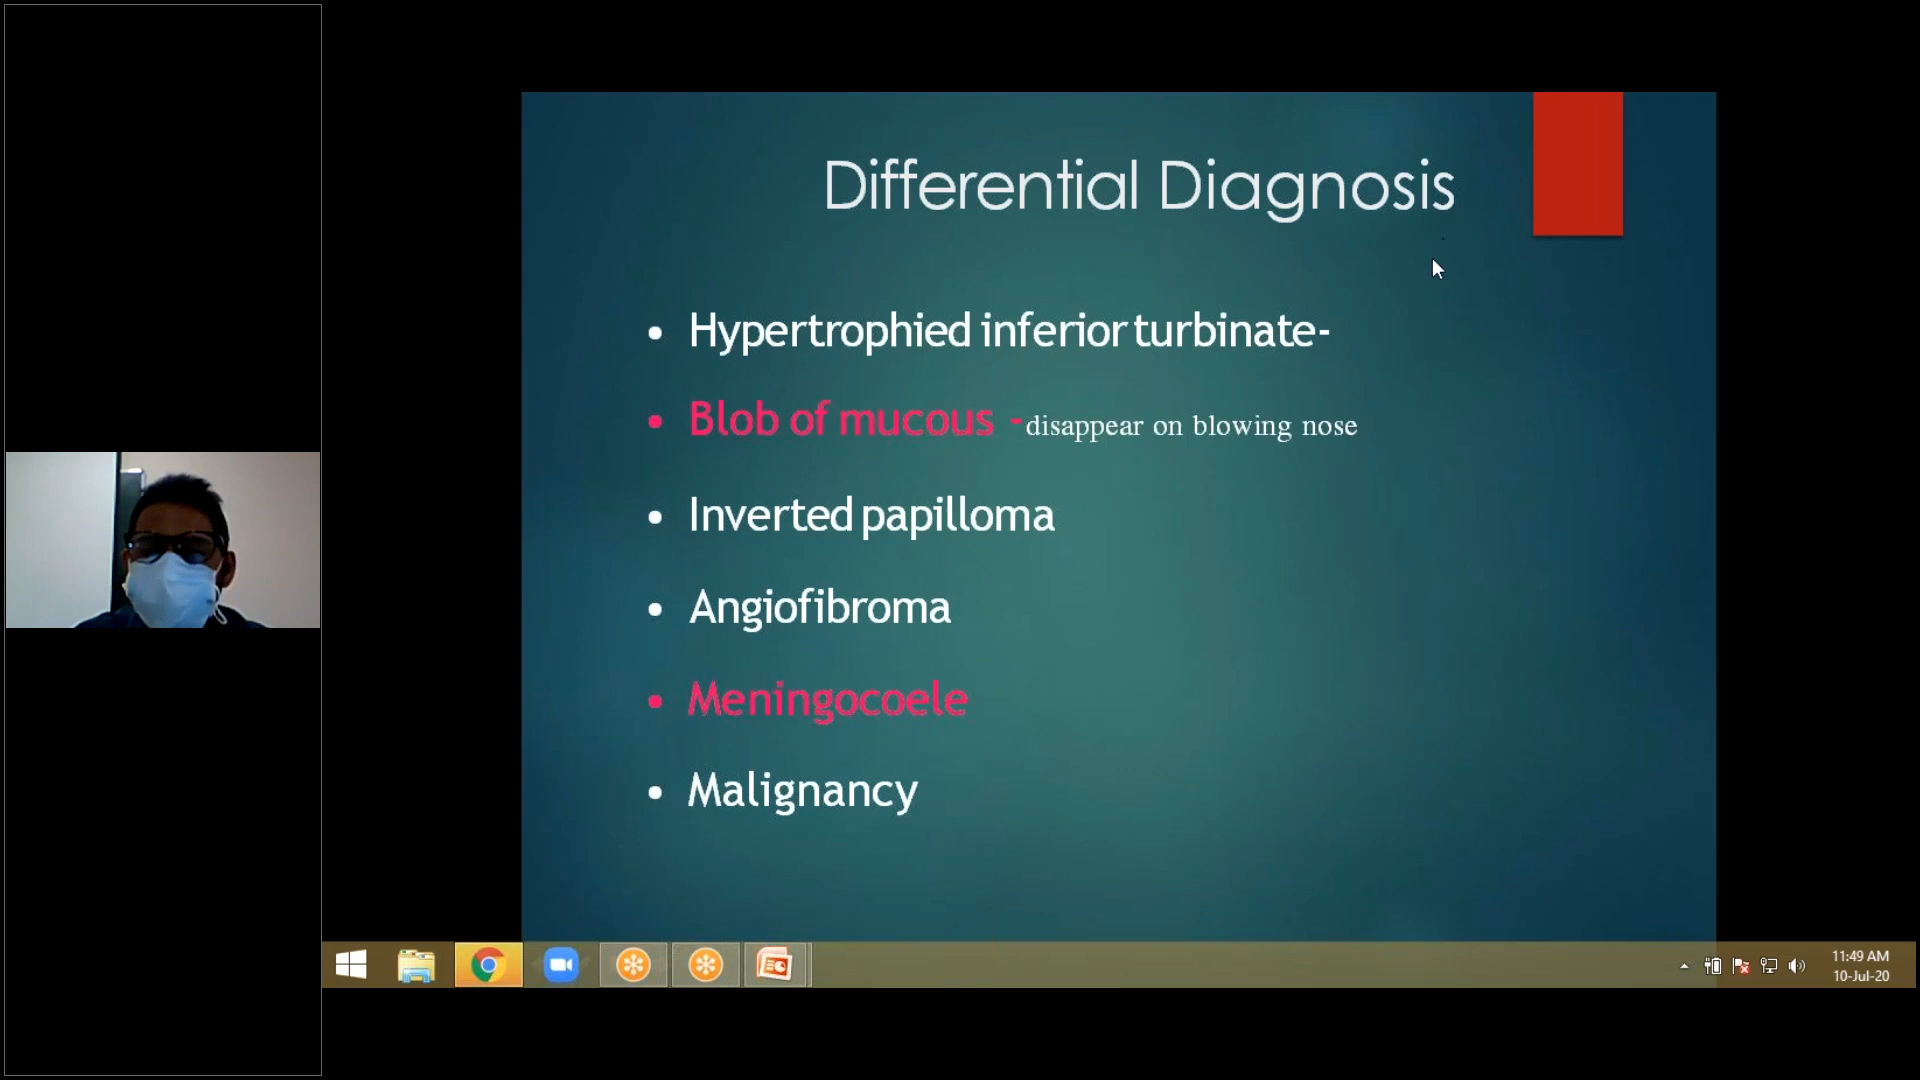 Differential Diagnosis
• Hypertrophied inferior turbinate-
• Blob of mucous -disappear on blowing nose
• Inverted papilloma
• Angiofibroma
• Meningocoele
• Malignancy
11:49 AM
10-Jul-20